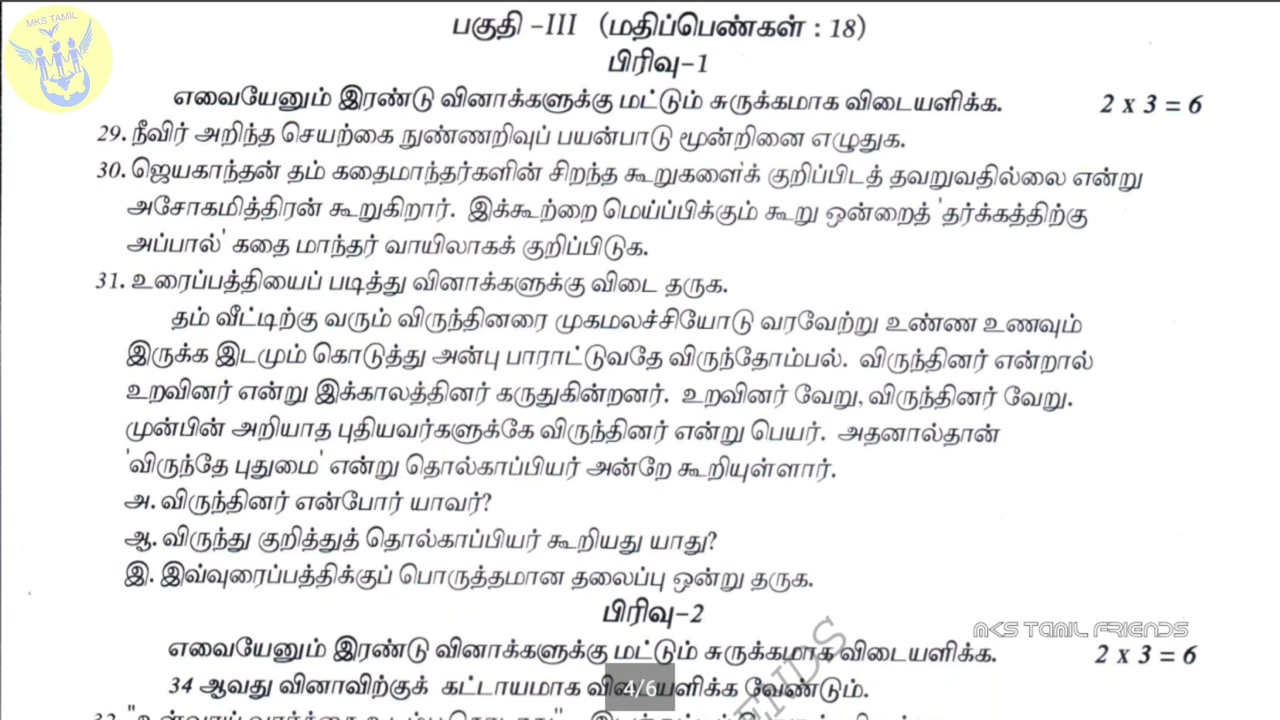 MKS TAMIL
பகுதி -III (மதிப்பெண்கள் : 18)
பிரிவு-1
எவையேனும் இரண்டு வினாக்களுக்கு மட்டும் சுருக்கமாக விடையளிக்க. 2 x 3 = 6
29. நீவிர் அறிந்த செயற்கை நுண்ணறிவுப் பயன்பாடு மூன்றினை எழுதுக.
30. ஜெயகாந்தன் தம் கதைமாந்தர்களின் சிறந்த கூறுகளைக் குறிப்பிடத் தவறுவதில்லை என்று
அசோகமித்திரன் கூறுகிறார். இக்கூற்றை மெய்ப்பிக்கும் கூறு ஒன்றைத் 'தர்க்கத்திற்கு
அப்பால்' கதை மாந்தர் வாயிலாகக் குறிப்பிடுக.
31. உரைப்பத்தியைப் படித்து வினாக்களுக்கு விடை தருக.
தம் வீட்டிற்கு வரும் விருந்தினரை முகமலச்சியோடு வரவேற்று உண்ண உணவும்
இருக்க இடமும் கொடுத்து அன்பு பாராட்டுவதே விருந்தோம்பல். விருந்தினர் என்றால்
உறவினர் என்று இக்காலத்தினர் கருதுகின்றனர். உறவினர் வேறு, விருந்தினர் வேறு.
முன்பின் அறியாத புதியவர்களுக்கே விருந்தினர் என்று பெயர். அதனால்தான்
'விருந்தே புதுமை' என்று தொல்காப்பியர் அன்றே கூறியுள்ளார்.
அ. விருந்தினர் என்போர் யாவர்?
ஆ. விருந்து குறித்துத் தொல்காப்பியர் கூறியது யாது?
இ. இவ்வுரைப்பத்திக்குப் பொருத்தமான தலைப்பு ஒன்று தருக.
பிரிவு-2
MKS TAMIL FRIENDS
எவையேனும் இரண்டு வினாக்களுக்கு மட்டும் சுருக்கமாக விடையளிக்க. 2 x 3 = 6
34 ஆவது வினாவிற்குக் கட்டாயமாக விடையளிக்க வேண்டும்.
4/6